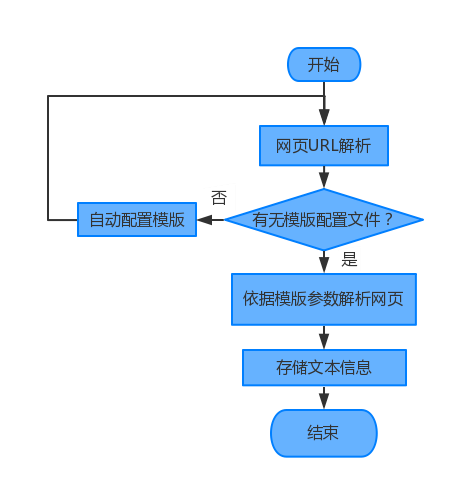 开始
网页URL解析
否
自动配置模版
有无模版配置文件？
是
依据模版参数解析网页
存储文本信息
结束